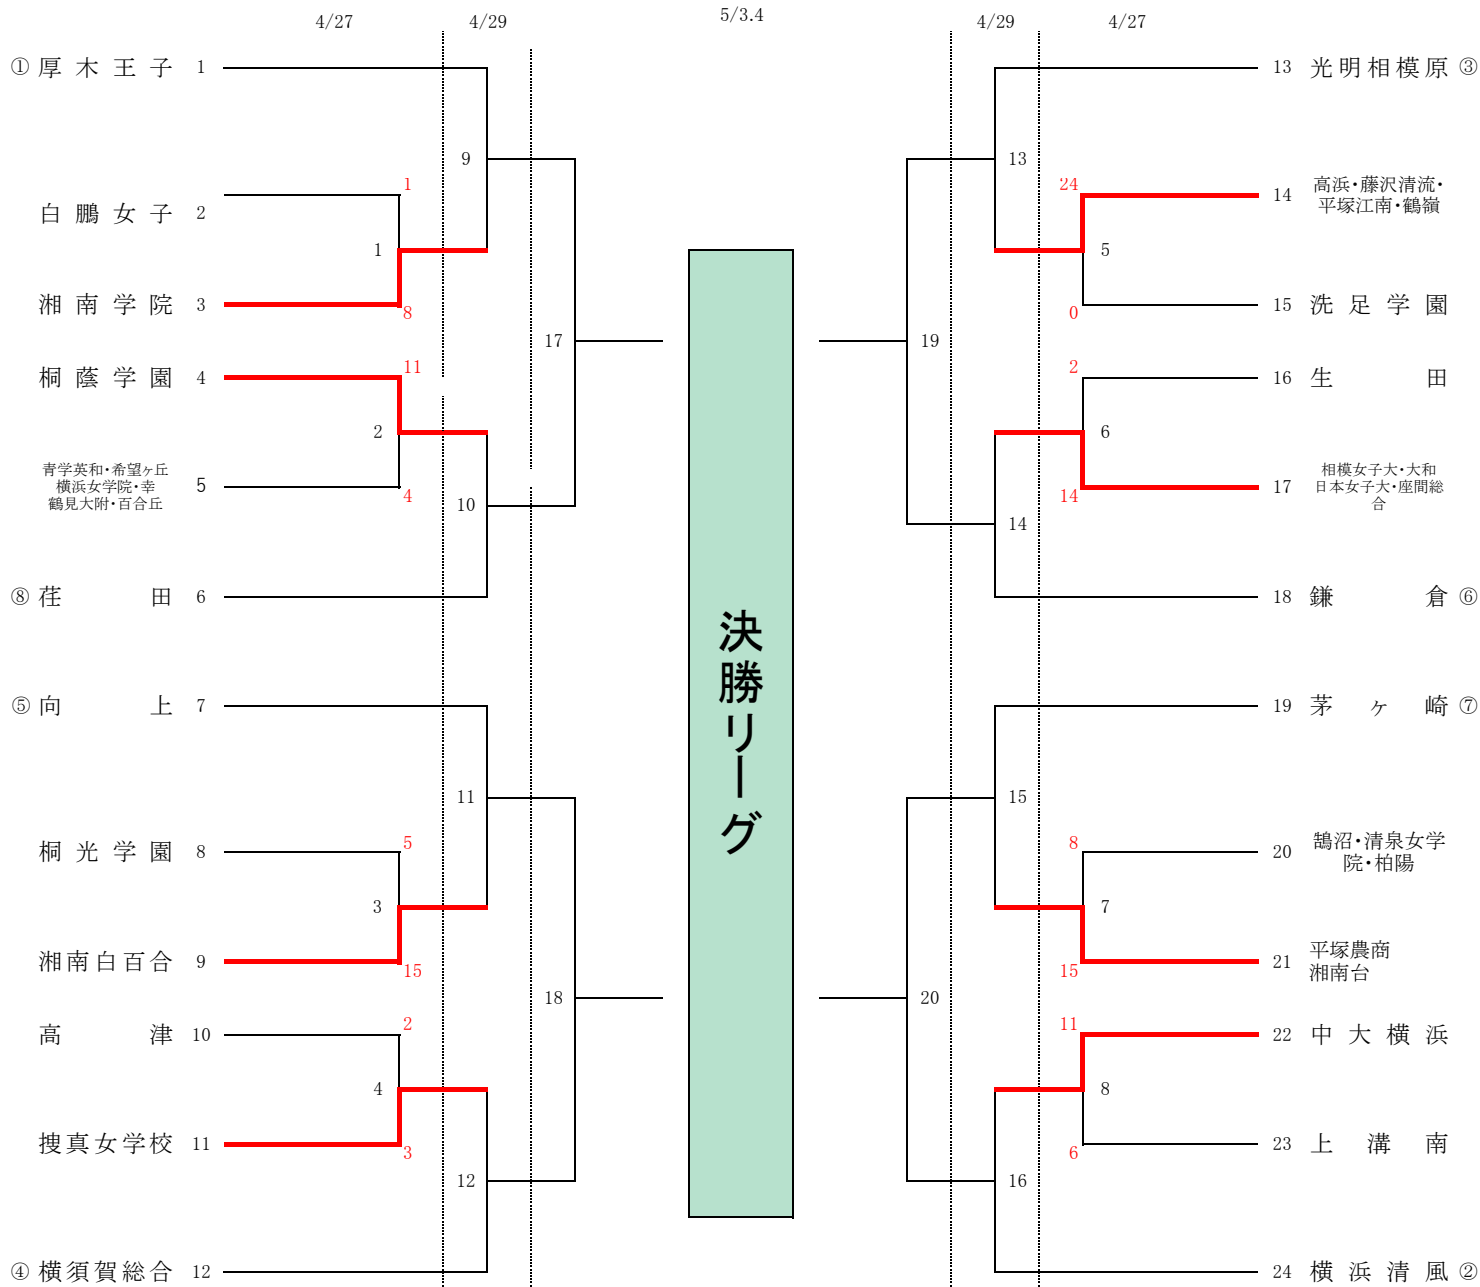 4/27
4/29
5/3.4
4/29
4/27
① 厚木王子 1
白鵬女子 2
湘南学院 3
桐蔭学園 4
青学英和・希望ヶ丘
横浜女学院・幸
鶴見大附・百合丘
5
⑧ 荏田 6
⑤ 向上 7
桐光学園 8
湘南白百合 9
高津 10
捜真女学校 11
④ 横須賀総合 12
1
1
8
11
2
4
5
3
15
2
4
3
9
10
11
12
17
18
決勝リーグ
19
20
13
14
15
16
24
5
0
2
6
14
8
7
15
11
8
6
13 光明相模原 ③
14
高浜・藤沢清流・
平塚江南・鶴嶺
15 洗足学園
16 生田
17
相模女子大・大和
日本女子大・座間総
合
18 鎌倉 ⑥
19 茅ヶ崎 ⑦
20
鵠沼・清泉女学
院・柏陽
21
平塚農商
湘南台
22 中大横浜
23 上溝南
24 横浜清風 ②